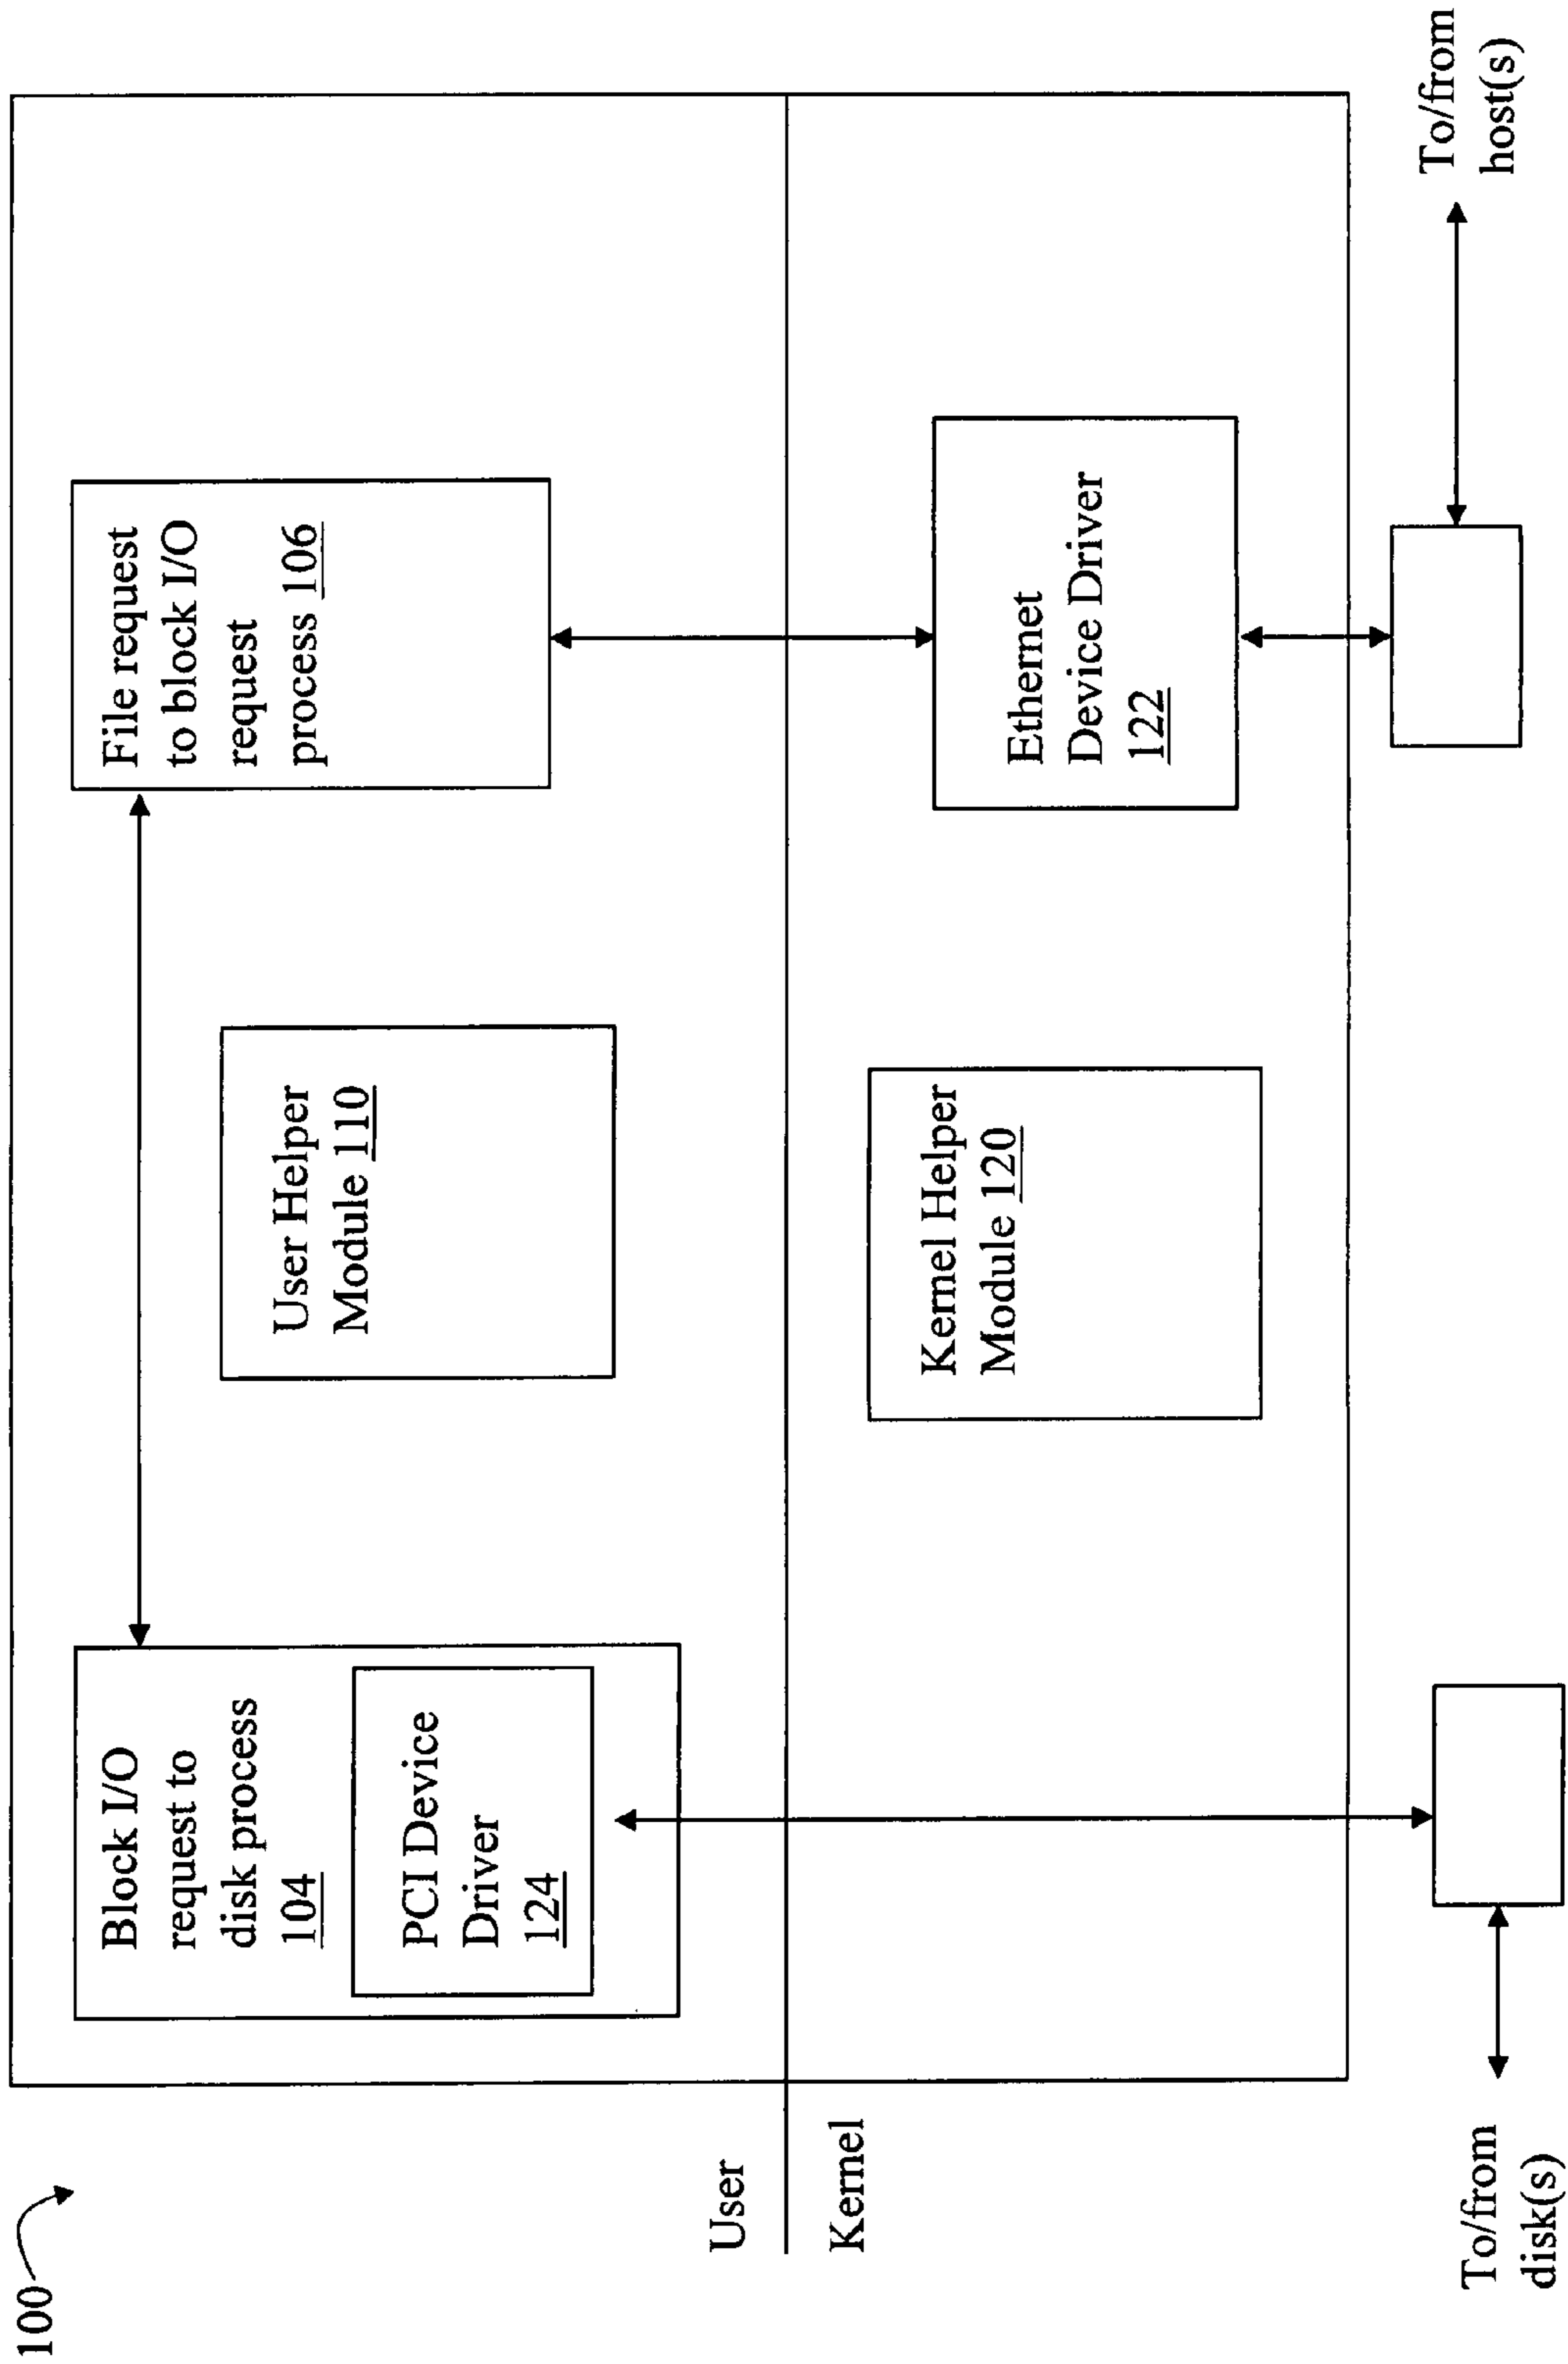 100
Block I/O
request to
disk process
104
PCI Device
Driver
124
User Helper
Module 110
File request
to block I/O
request
process 106
User
Kernel
Kernel Helper
Module 120
Ethernet
Device Driver
122
To/from
disk(s)
To/from
host(s)